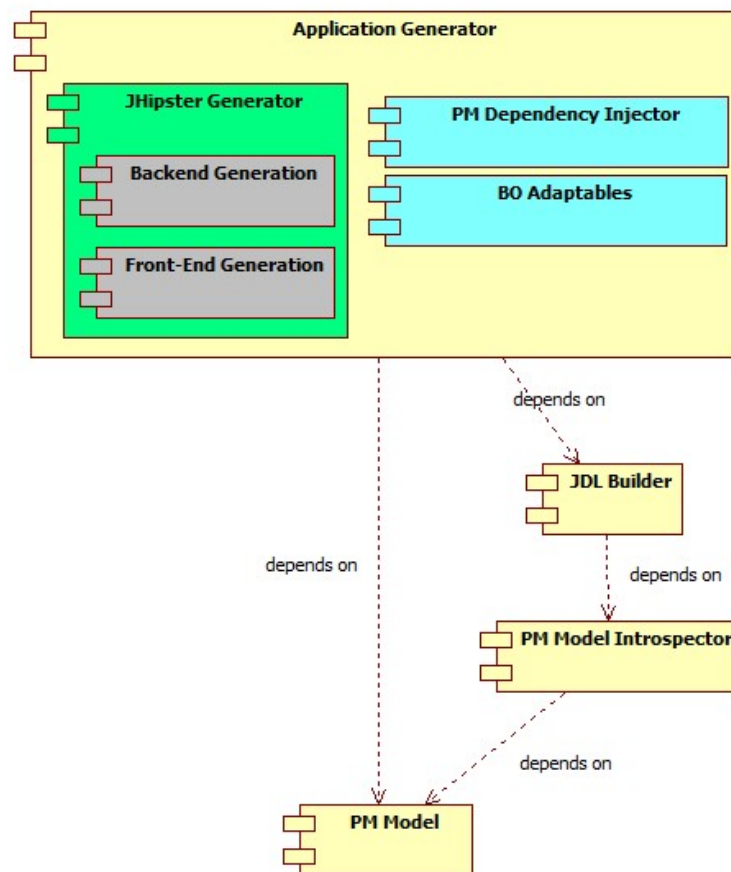 Application Generator
JHipster Generator
PM Dependency Injector
Backend Generation
BO Adaptables
Front-End Generation
depends on
JDL Builder
depends on
depends on
PM Model Introspector
depends on
PM Model